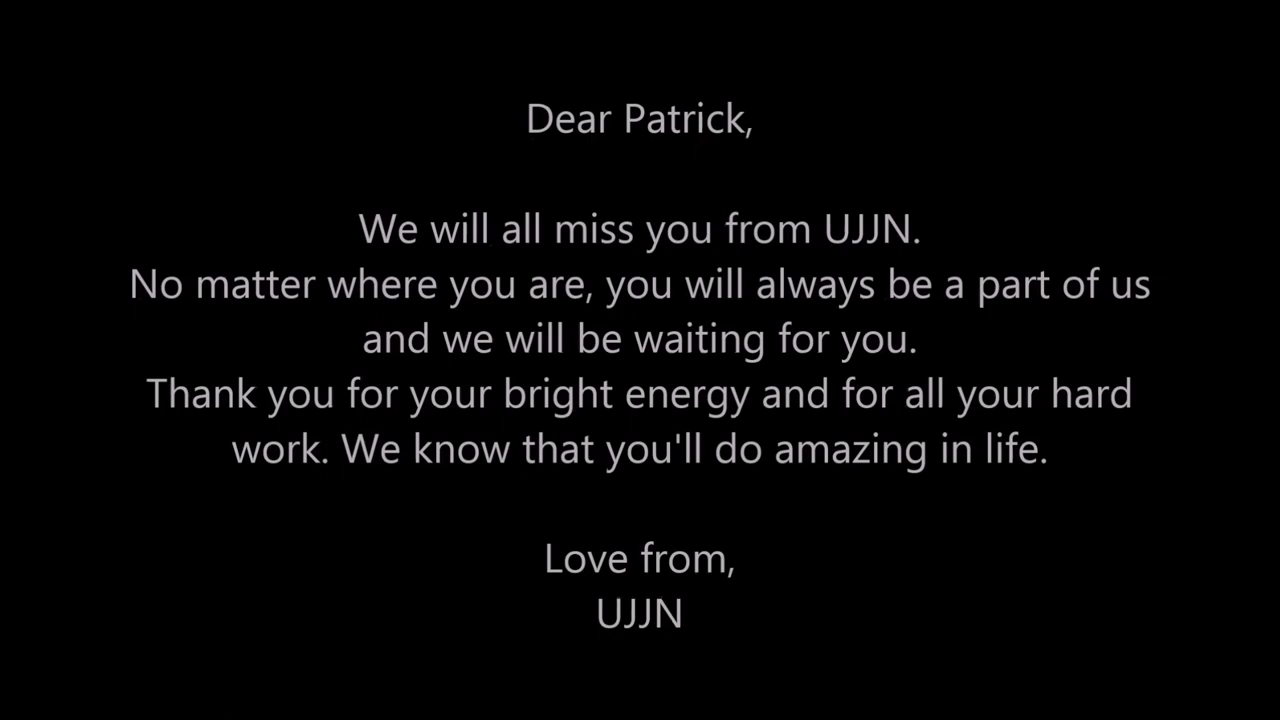 Dear Patrick,
We will all miss you from UJJN.
No matter where you are, you will always be a part of us
and we will be waiting for you.
Thank you for your bright energy and for all your hard
work. We know that you'll do amazing in life.
Love from,
UJJN